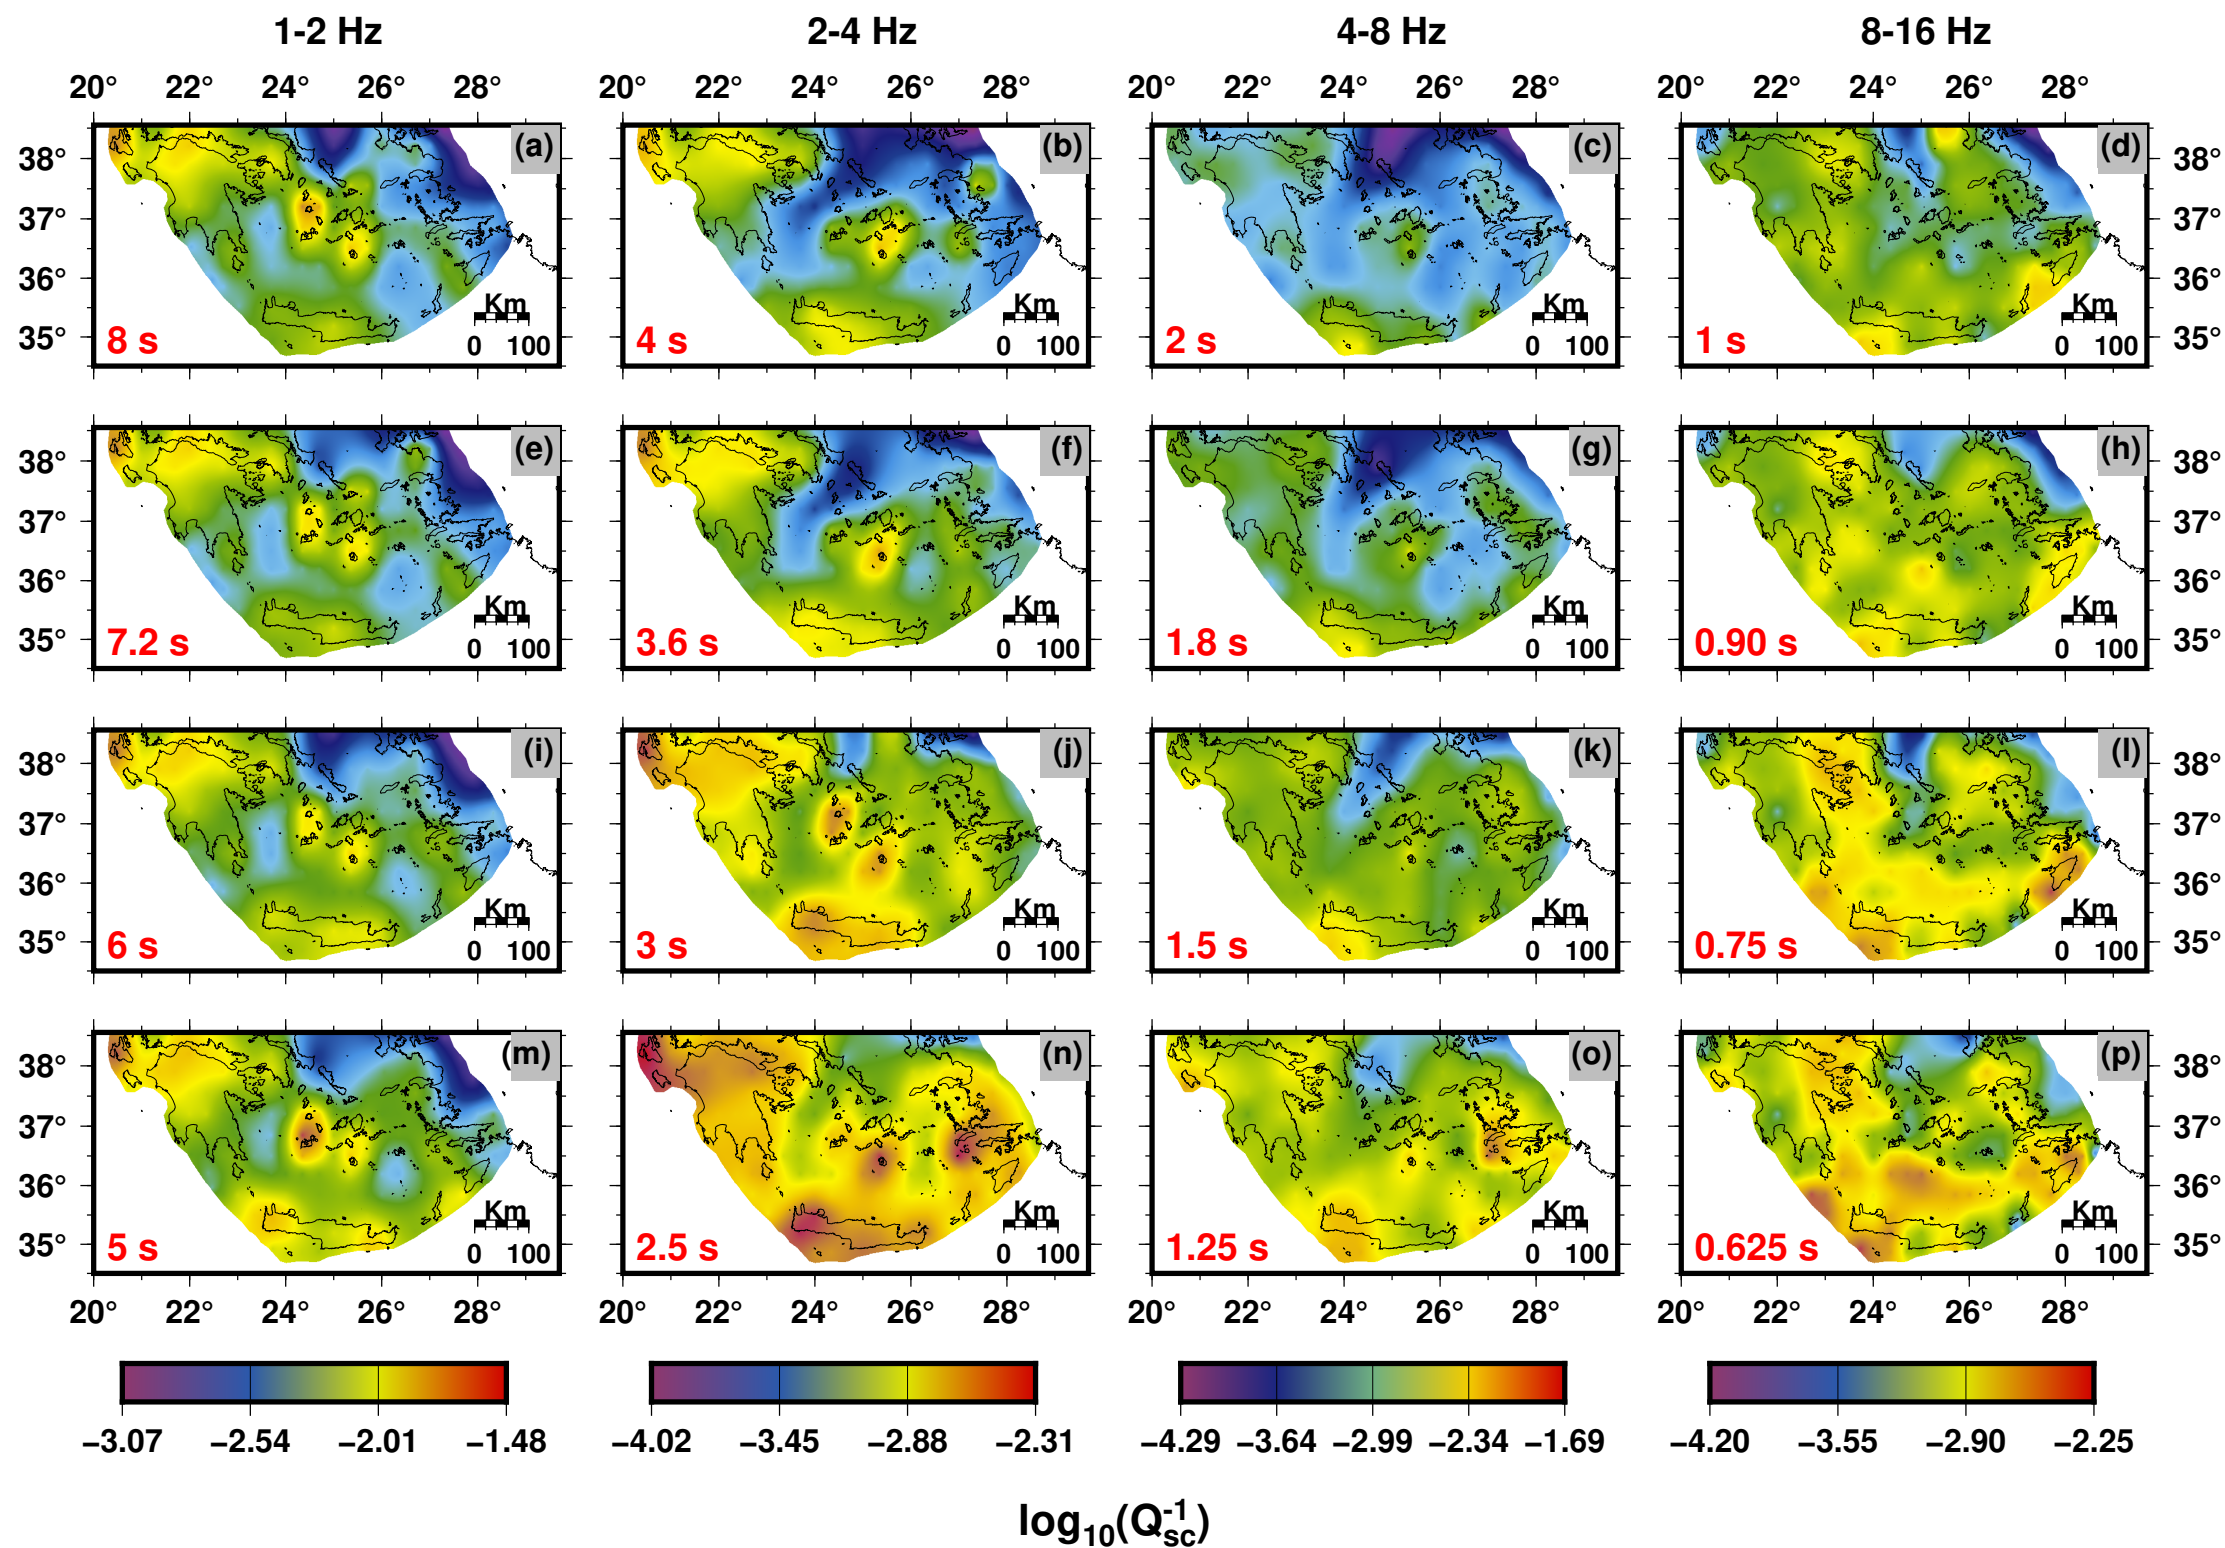 1-2 Hz 2-4 Hz 4-8 Hz 8-16 Hz
20° 22° 24° 26° 28° 20° 22° 24° 26° 28° 20° 22° 24° 26° 28° 20° 22° 24° 26° 28°
38° (a) (b) (c) (d) 38°
37° 37°
36° 36°
Km Km Km Km
35° 8 s 0 100 4 s 0 100 2 s 0 100 1 s 0 100 35°
38° (e) (f) (g) (h) 38°
37° 37°
36° 36°
Km Km Km Km
35° 7.2 s 0 100 3.6 s 0 100 1.8 s 0 100 0.90 s 0 100 35°
38° (i) (j) (k) (l) 38°
37° 37°
36° 36°
Km Km Km Km
35° 6 s 0 100 3 s 0 100 1.5 s 0 100 0.75 s 0 100 35°
38° (m) (n) (o) (p) 38°
37° 37°
36° 36°
Km Km Km Km
35° 5 s 0 100 2.5 s 0 100 1.25 s 0 100 0.625 s 0 100 35°
20° 22° 24° 26° 28° 20° 22° 24° 26° 28° 20° 22° 24° 26° 28° 20° 22° 24° 26° 28°
−3.07 −2.54 −2.01 −1.48 −4.02 −3.45 −2.88 −2.31 −4.29 −3.64 −2.99 −2.34 −1.69 −4.20 −3.55 −2.90 −2.25
log₁₀(Q_sc^-1)